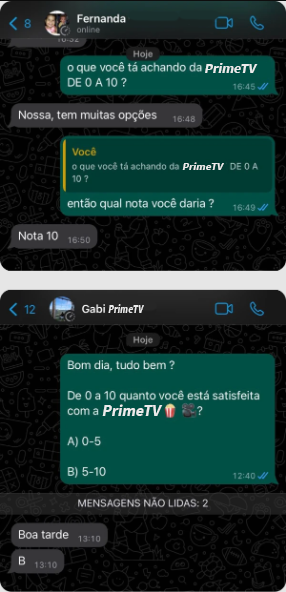 8 Fernanda
online
16:32
Hoje
o que você tá achando da PrimeTV
DE 0 A 10 ?
16:45
Nossa, tem muitas opções
16:48
Você
o que você tá achando da PrimeTV DE 0 A
10 ?
então qual nota você daria ?
16:49
Nota 10
16:50
12 Gabi PrimeTV
Hoje
Bom dia, tudo bem ?
De 0 a 10 quanto você está satisfeita
com a PrimeTV🍿🎥?
A) 0-5
B) 5-10
12:40
MENSAGENS NÃO LIDAS: 2
Boa tarde
13:10
B
13:10